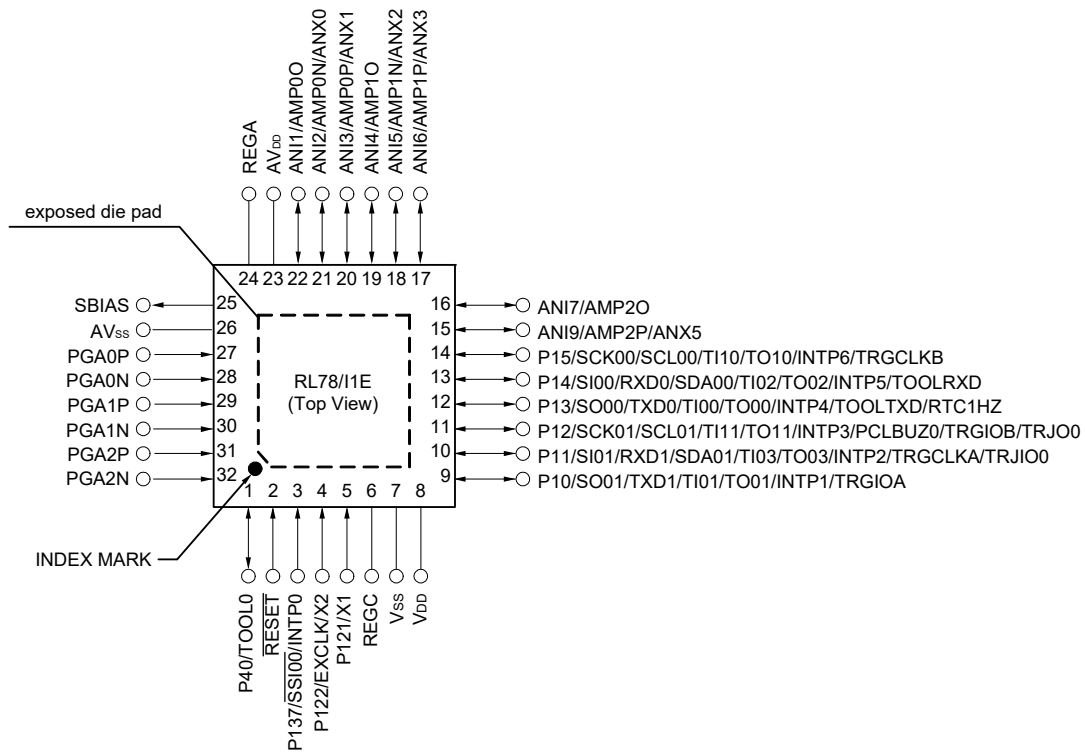 REGA
AVDD
ANI1/AMP0O
ANI2/AMP0N/ANX0
ANI3/AMP0P/ANX1
ANI4/AMP1O
ANI5/AMP1N/ANX2
ANI6/AMP1P/ANX3
exposed die pad
24 23 22 21 20 19 18 17
SBIAS 25
AVSS 26
PGA0P 27
PGA0N 28
PGA1P 29
PGA1N 30
PGA2P 31
PGA2N 32
RL78/I1E
(Top View)
16 ANI7/AMP2O
15 ANI9/AMP2P/ANX5
14 P15/SCK00/SCL00/TI10/TO10/INTP6/TRGCLKB
13 P14/SI00/RXD0/SDA00/TI02/TO02/INTP5/TOOLRXD
12 P13/SO00/TXD0/TI00/TO00/INTP4/TOOLTXD/RTC1HZ
11 P12/SCK01/SCL01/TI11/TO11/INTP3/PCLBUZ0/TRGIOB/TRJO0
10 P11/SI01/RXD1/SDA01/TI03/TO03/INTP2/TRGCLKA/TRJIO0
9 P10/SO01/TXD1/TI01/TO01/INTP1/TRGIOA
1 2 3 4 5 6 7 8
INDEX MARK
P40/TOOL0
RESET
P137/SSI00/INTP0
P122/EXCLK/X2
P121/X1
REGC
VSS
VDD